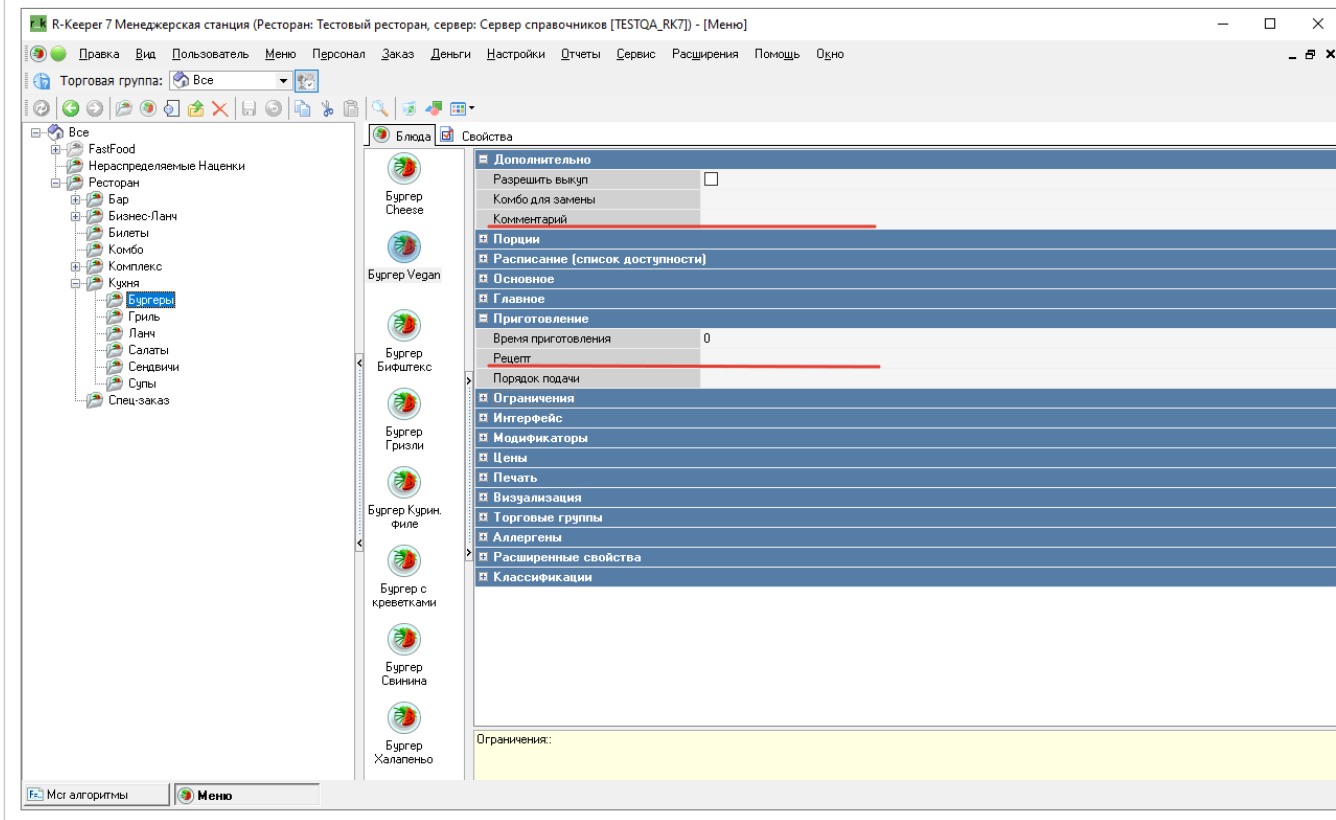 R-Keeper 7 Менеджерская станция (Ресторан: Тестовый ресторан, сервер: Сервер справочников [TESTQA_RK7]) - [Меню]
Правка Вид Пользователь Меню Персонал Заказ Деньги Настройки Отчеты Сервис Расширения Помощь Окно
Торговая группа: Все
Все
FastFood
Нераспределяемые Наценки
Ресторан
Бар
Бизнес-Ланч
Билеты
Комбо
Комплекс
Кухня
Бургеры
Гриль
Ланч
Салаты
Сендвичи
Супы
Спец-заказ
Блюда Свойства
Бургер
Cheese
Бургер Vegan
Бургер
Бифштекс
Бургер
Гризли
Бургер Курин.
филе
Бургер с
креветками
Бургер
Свинина
Бургер
Халапеньо
Дополнительно
Разрешить выкуп
Комбо для замены
Комментарий
Порции
Расписание (список доступности)
Основное
Главное
Приготовление
Время приготовления 0
Рецепт
Порядок подачи
Ограничения
Интерфейс
Модификаторы
Цены
Печать
Визуализация
Торговые группы
Аллергены
Расширенные свойства
Классификации
Ограничения::
Мсг алгоритмы Меню